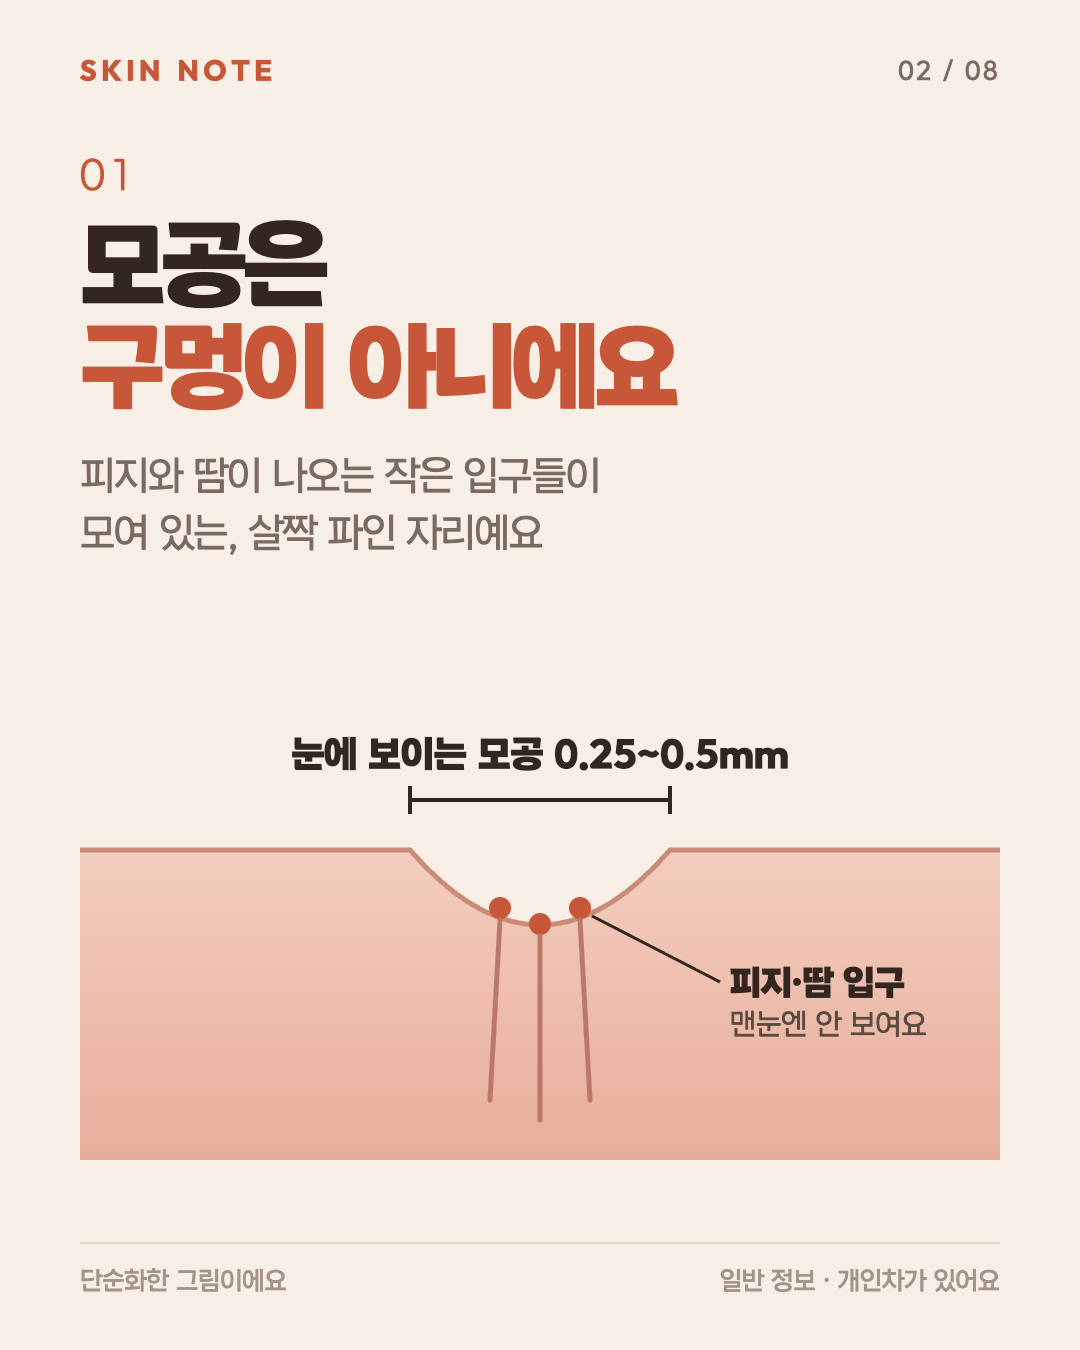 SKIN NOTE
02 / 08
01
모공은
구멍이 아니에요
피지와 땀이 나오는 작은 입구들이
모여 있는, 살짝 파인 자리예요
눈에 보이는 모공 0.25~0.5mm
피지·땀 입구
맨눈엔 안 보여요
단순화한 그림이에요
일반 정보 · 개인차가 있어요